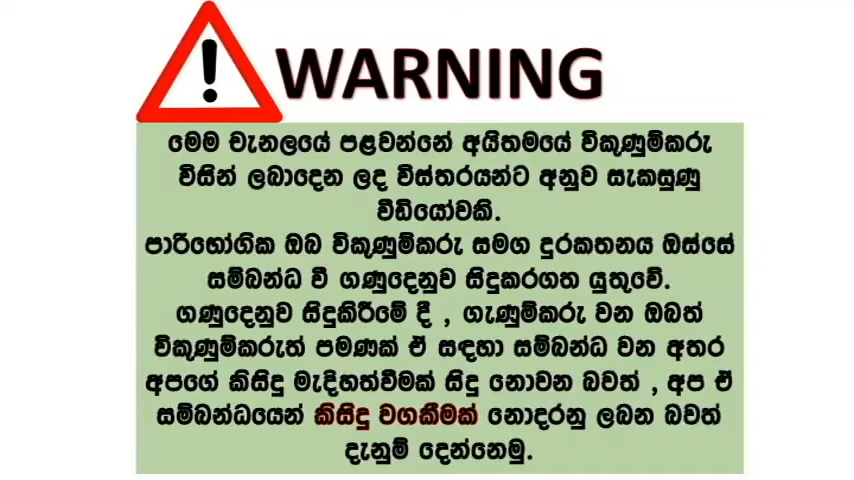 WARNING
මෙම චැනලයේ පළවන්නේ අයිතමයේ විකුණුම්කරු
විසින් ලබාදෙන ලද විස්තරයන්ට අනුව සැකසුණු
වීඩියෝවකි.
පාරිභෝගික ඔබ විකුණුම්කරු සමග දුරකතනය ඔස්සේ
සම්බන්ධ වී ගණුදෙනුව සිදුකරගත යුතුවේ.
ගණුදෙනුව සිදුකිරීමේ දී , ගැණුම්කරු වන ඔබත්
විකුණුම්කරුත් පමණක් ඒ සඳහා සම්බන්ධ වන අතර
අපගේ කිසිදු මැදිහත්වීමක් සිදු නොවන බවත් , අප ඒ
සම්බන්ධයෙන් කිසිදු වගකීමක් නොදරනු ලබන බවත්
දැනුම් දෙන්නෙමු.